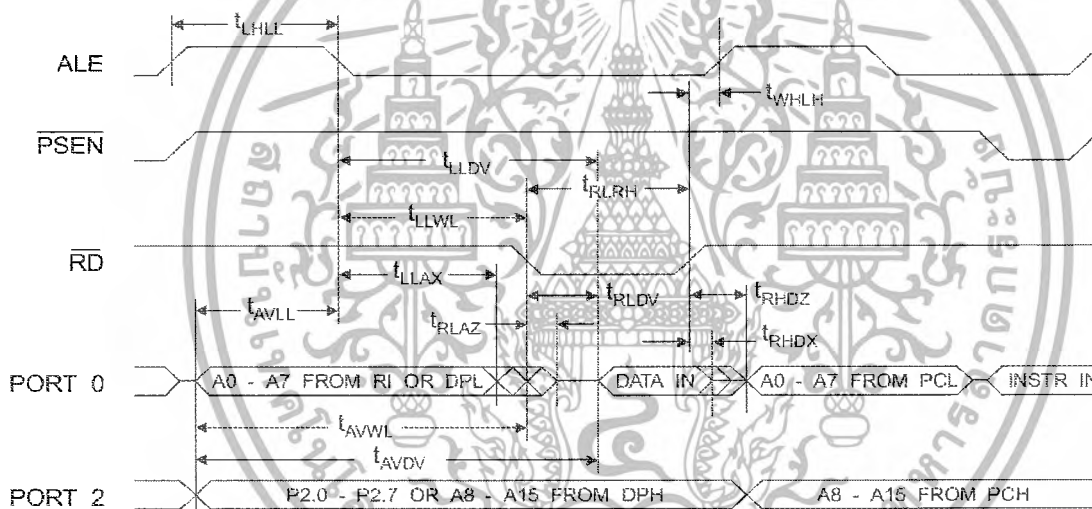 tLHLL
ALE
tWHLH
PSEN
tLLDV
tRLRH
tLLWL
RD
tLLAX
tRLDV
tRHDZ
tAVLL
tRLAZ
tRHDX
PORT 0
A0 - A7 FROM RI OR DPL
DATA IN
A0 - A7 FROM PCL
INSTR IN
tAVWL
tAVDV
PORT 2
P2.0 - P2.7 OR A8 - A15 FROM DPH
A8 - A15 FROM PCH